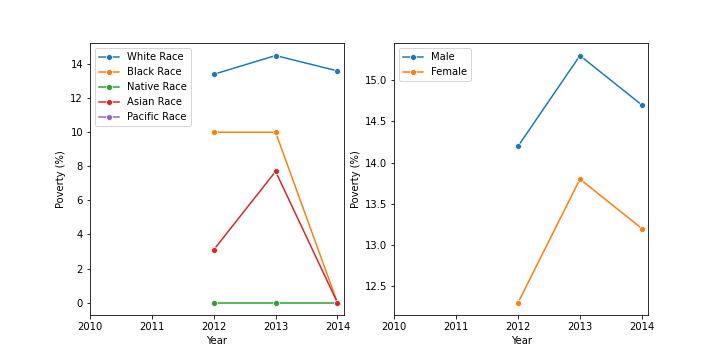 White Race
Black Race
Native Race
Asian Race
Pacific Race
14
12
10
8
6
4
2
0
Poverty (%)
2010 2011 2012 2013 2014
Year
Male
Female
15.0
14.5
14.0
13.5
13.0
12.5
Poverty (%)
2010 2011 2012 2013 2014
Year